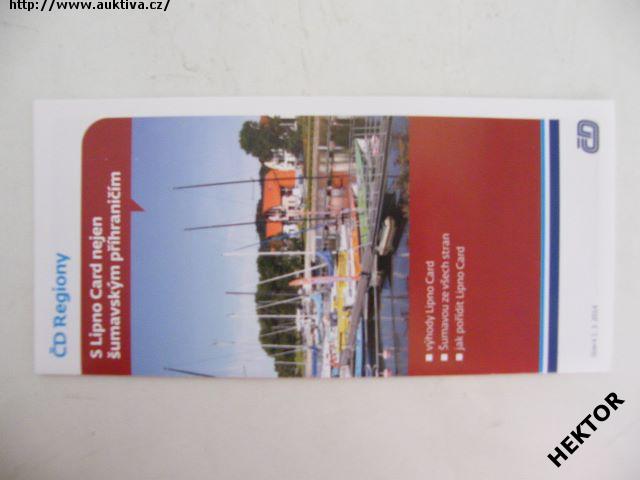 http://www.auktiva.cz/
ČD Regiony
S Lipno Card nejen
šumavským příhraničím
výhody Lipno Card
Šumavou ze všech stran
jak pořídit Lipno Card
ČD
HEKTOR